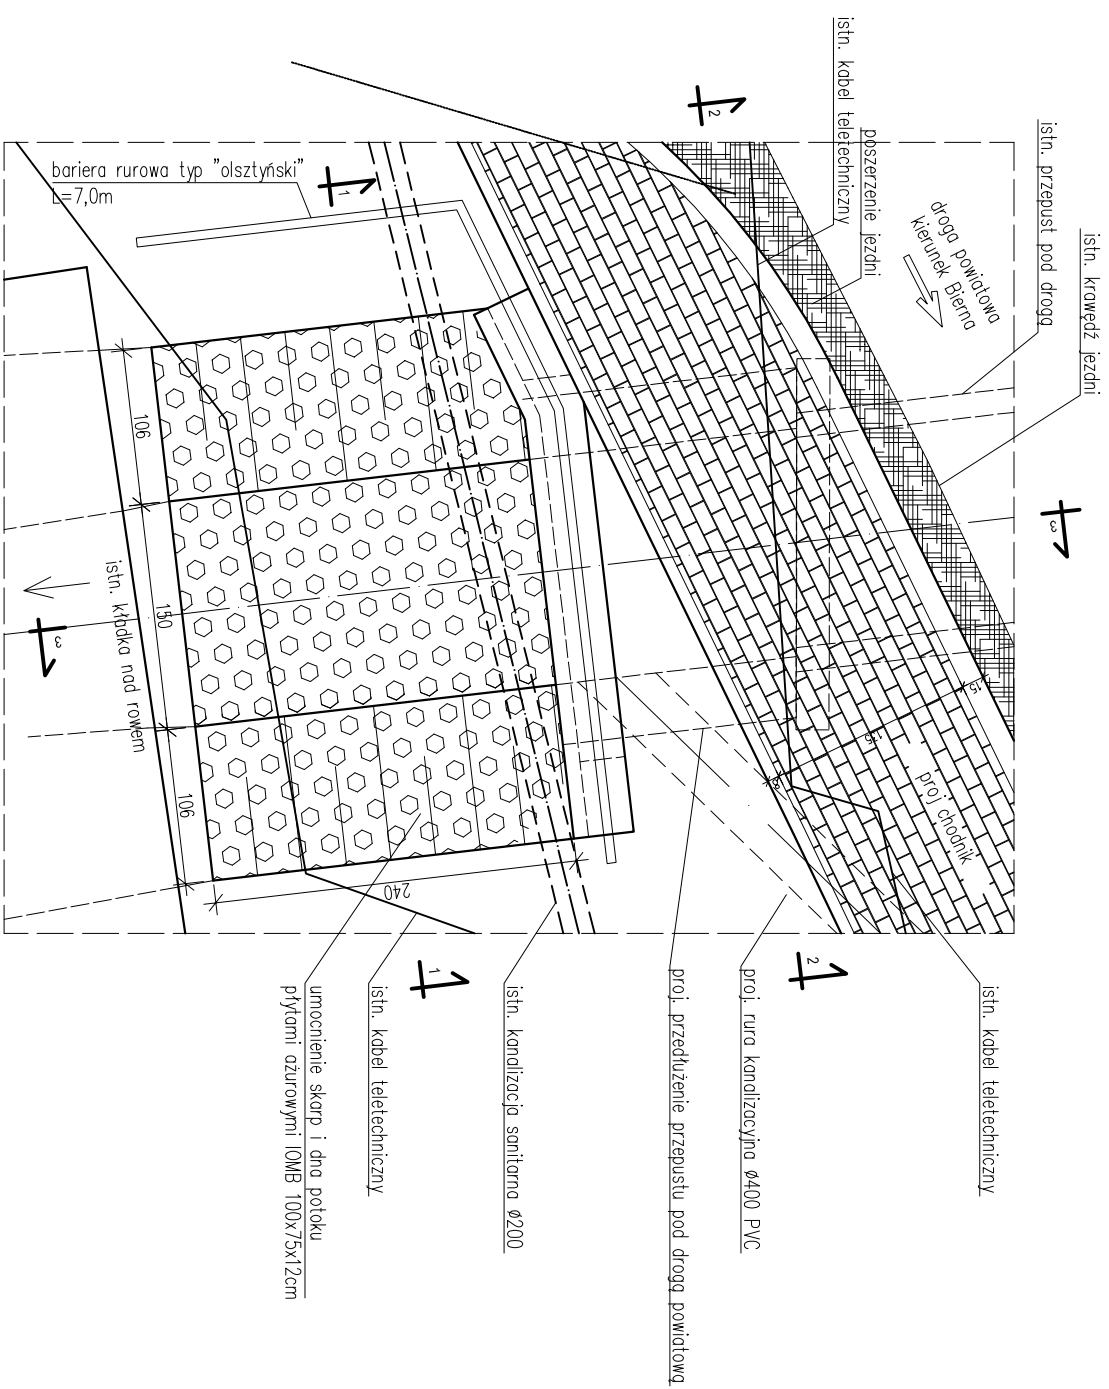 istn. krawędź jezdni
istn. przepust pod drogą
droga powiatowa
kierunek Bierna
poszerzenie jezdni
istn. kabel teletechniczny
bariera rurowa typ "olsztyński"
L=7,0m
proj chodnik
15
135
8
106
150
106
240
istn. kładka nad rowem
istn. kabel teletechniczny
proj. rura kanalizacyjna Ø400 PVC
proj. przedłużenie przepustu pod drogą powiatową
istn. kanalizacja sanitarna Ø200
istn. kabel teletechniczny
umocnienie skarp i dna potoku
płytami ażurowymi IOMB 100x75x12cm
1
1
2
2
3
3